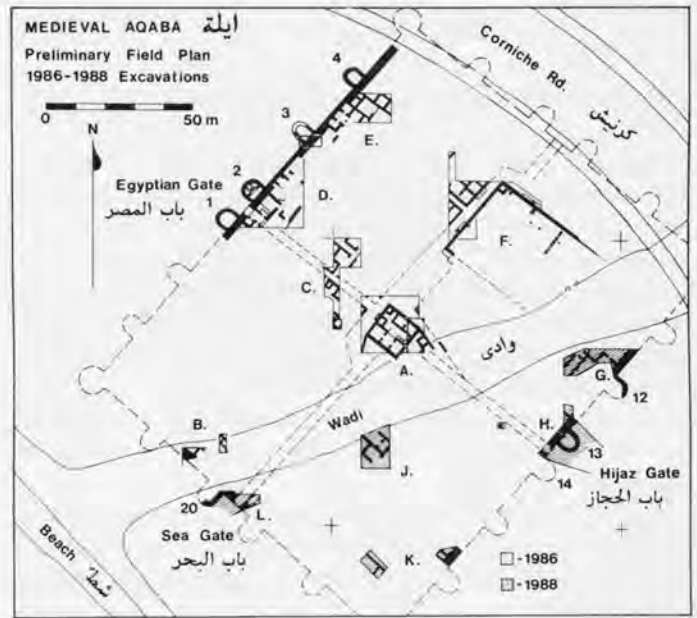 MEDIEVAL AQABA ايلة
Preliminary Field Plan
1986-1988 Excavations
0 50 m
N
Corniche Rd.
كرنيش
4
3
E.
2
Egyptian Gate
باب المصر
1
D.
F.
C.
A.
وادى
G.
12
B.
Wadi
H.
13
J.
14
Hijaz Gate
باب الحجاز
20
L.
Sea Gate
باب البحر
Beach
K.
-1986
-1988